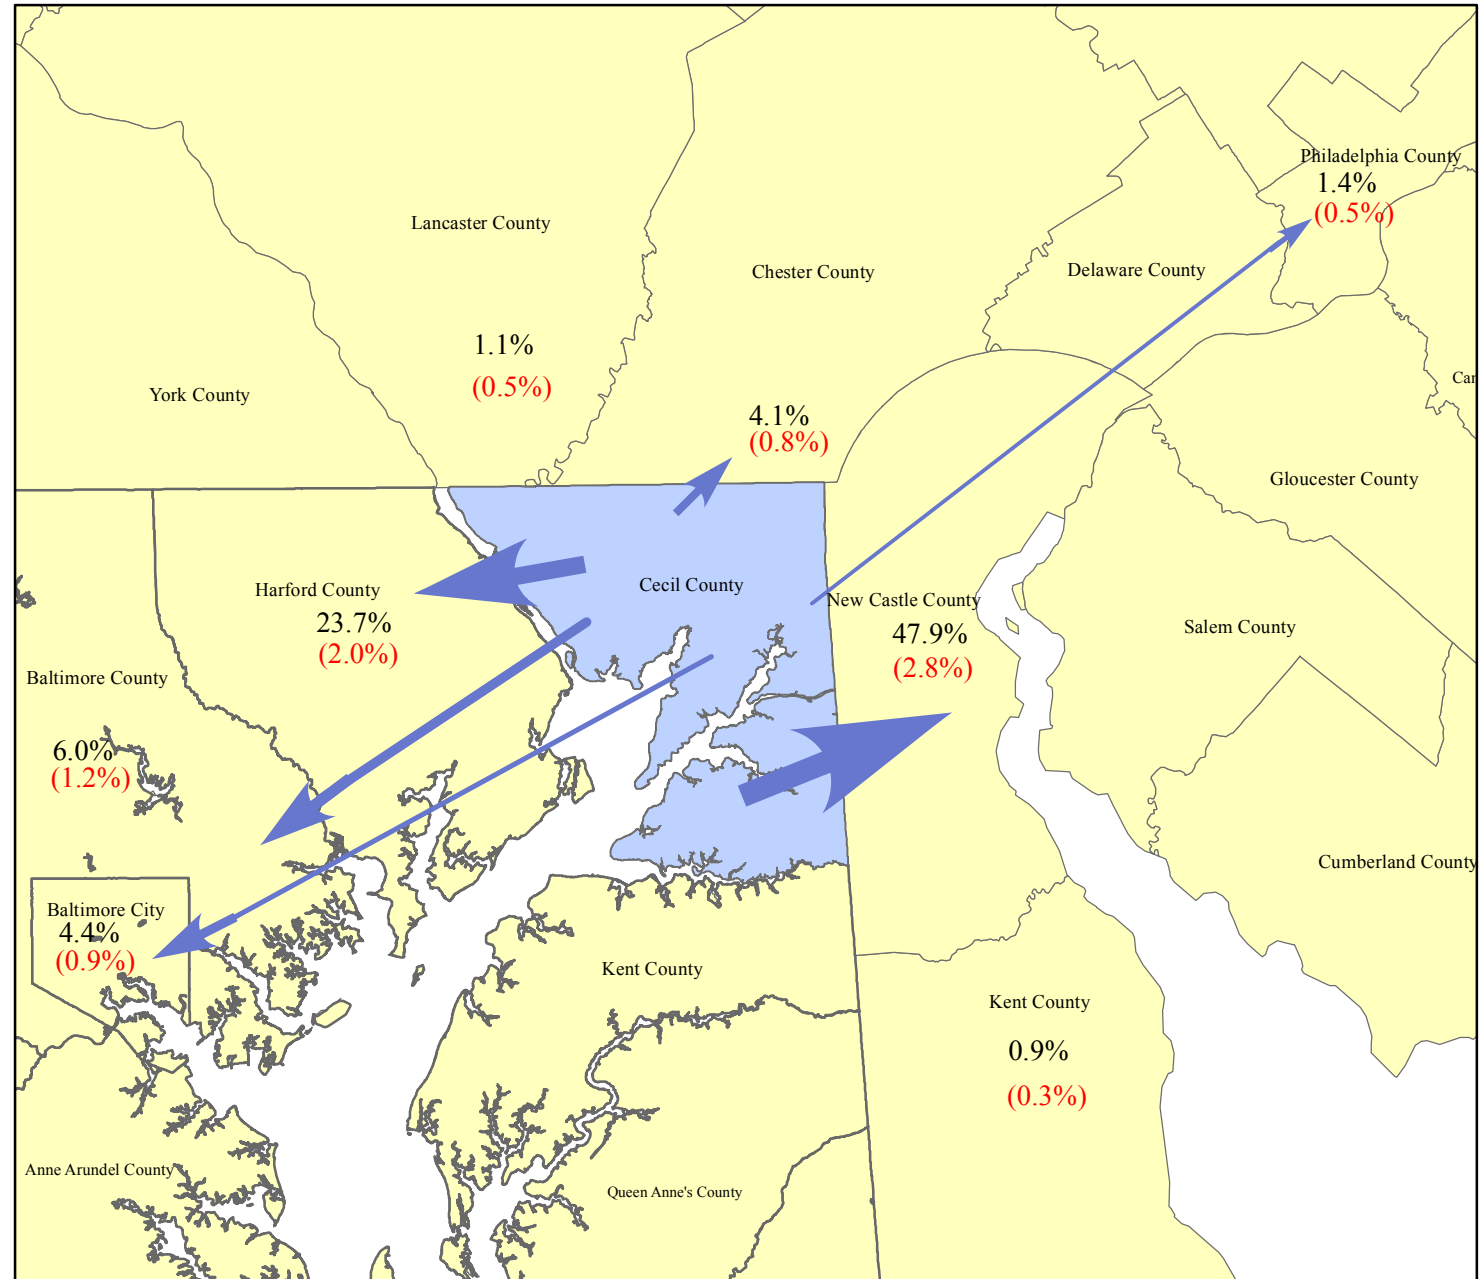 Philadelphia County
1.4%
(0.5%)
Lancaster County
Chester County
Delaware County
1.1%
(0.5%)
York County
Car
4.1%
(0.8%)
Gloucester County
Harford County
23.7%
(2.0%)
Cecil County
New Castle County
47.9%
(2.8%)
Salem County
Baltimore County
6.0%
(1.2%)
Cumberland County
Baltimore City
4.4%
(0.9%)
Kent County
Kent County
0.9%
(0.3%)
Anne Arundel County
Queen Anne's County